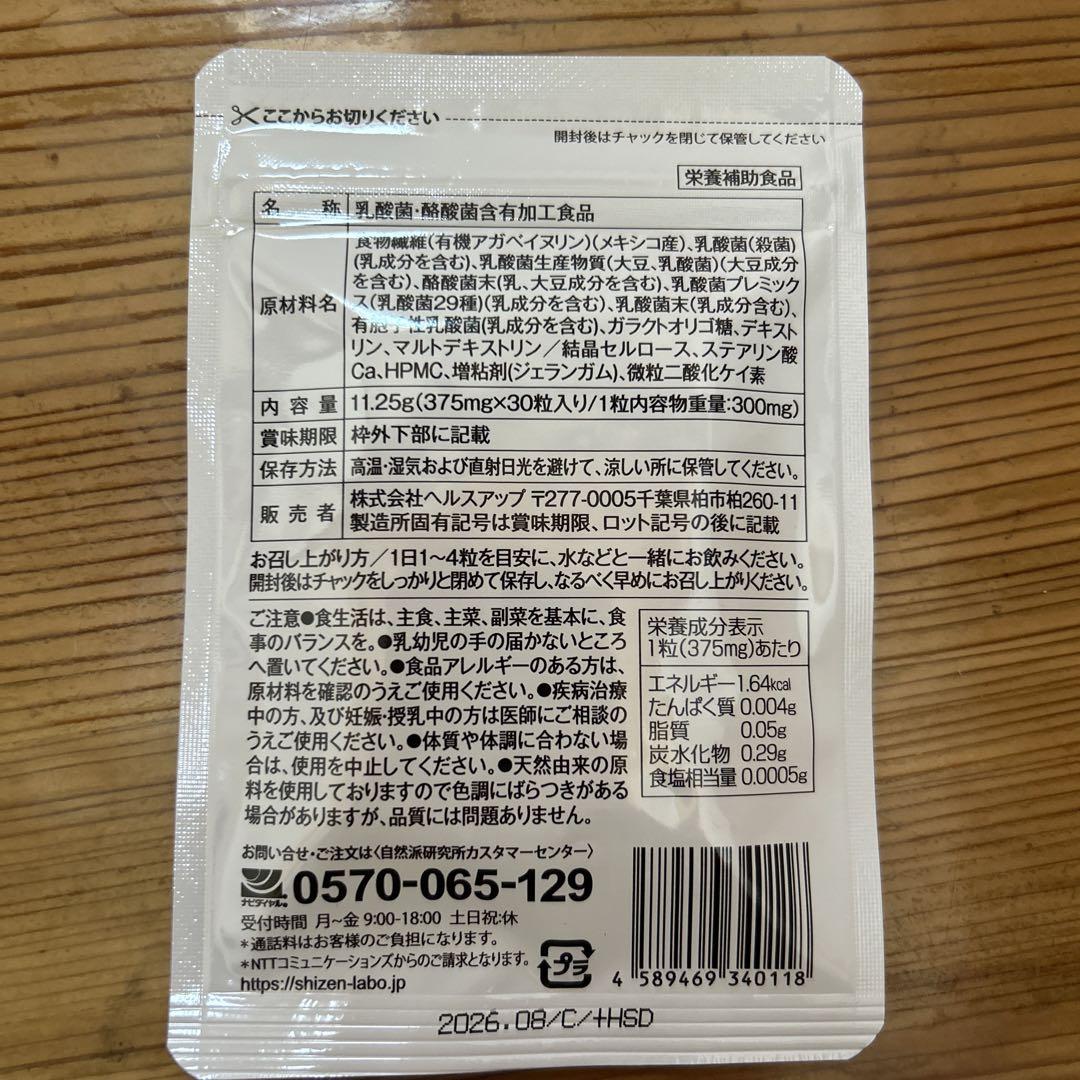 ここからお切りください
開封後はチャックを閉じて保管してください
栄養補助食品
名 称 乳酸菌・酪酸菌含有加工食品
原材料名 食物繊維(有機アガベイヌリン)(メキシコ産)、乳酸菌(殺菌)
(乳成分を含む)、乳酸菌生産物質(大豆、乳酸菌)(大豆成分
を含む)、酪酸菌末(乳、大豆成分を含む)、乳酸菌プレミック
ス(乳酸菌29種)(乳成分を含む)、乳酸菌末(乳成分含む)、
有胞子性乳酸菌(乳成分を含む)、ガラクトオリゴ糖、デキスト
リン、マルトデキストリン／結晶セルロース、ステアリン酸
Ca、HPMC、増粘剤(ジェランガム)、微粒二酸化ケイ素
内容量 11.25g(375mg×30粒入り/1粒内容物重量:300mg)
賞味期限 枠外下部に記載
保存方法 高温・湿気および直射日光を避けて、涼しい所に保管してください。
販売者 株式会社ヘルスアップ 〒277-0005千葉県柏市柏260-11
製造所固有記号は賞味期限、ロット記号の後に記載
お召し上がり方／1日1〜4粒を目安に、水などと一緒にお飲みください。
開封後はチャックをしっかりと閉めて保存し、なるべく早めにお召し上がりください。
ご注意●食生活は、主食、主菜、副菜を基本に、食
事のバランスを。●乳幼児の手の届かないところ
へ置いてください。●食品アレルギーのある方は、
原材料を確認のうえご使用ください。●疾病治療
中の方、及び妊娠・授乳中の方は医師にご相談の
うえご使用ください。●体質や体調に合わない場
合は、使用を中止してください。●天然由来の原
料を使用しておりますので色調にばらつきがある
場合がありますが、品質には問題ありません。
栄養成分表示
1粒(375mg)あたり
エネルギー 1.64kcal
たんぱく質 0.004g
脂質 0.05g
炭水化物 0.29g
食塩相当量 0.0005g
お問い合せ・ご注文は〈自然派研究所カスタマーセンター〉
ナビダイヤル® 0570-065-129
受付時間 月〜金 9:00-18:00 土日祝:休
＊通話料はお客様のご負担になります。
＊NTTコミュニケーションズからのご請求となります。
https://shizen-labo.jp
プラ
4 589469 340118
2026.08/C/+HSD